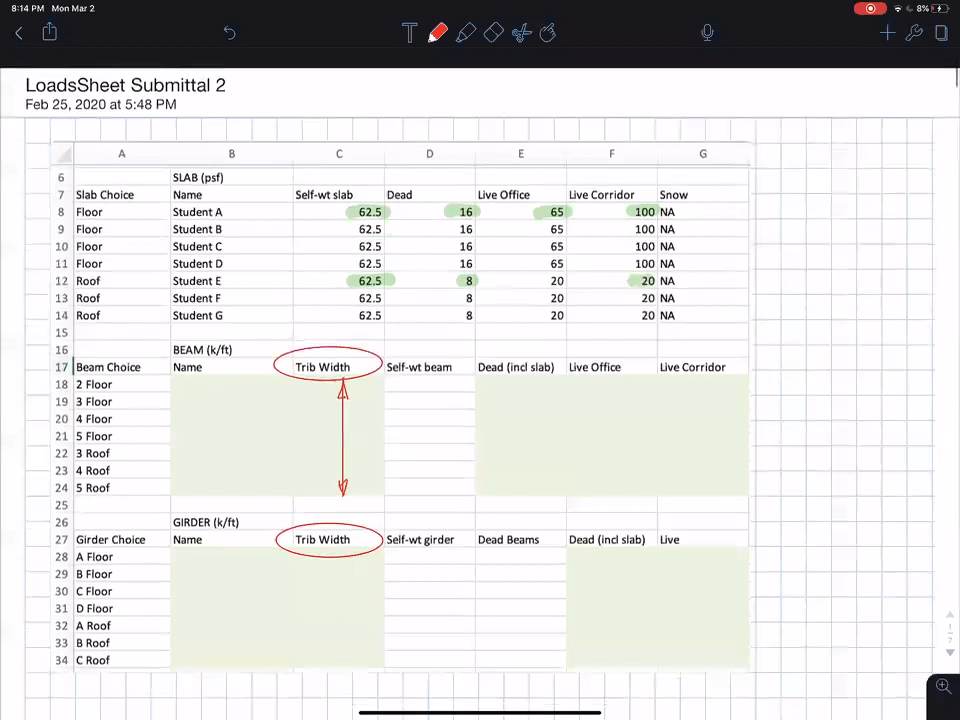 8:14 PM Mon Mar 2 8%
T
LoadsSheet Submittal 2
Feb 25, 2020 at 5:48 PM
A B C D E F G
6 SLAB (psf)
7 Slab Choice Name Self-wt slab Dead Live Office Live Corridor Snow
8 Floor Student A 62.5 16 65 100 NA
9 Floor Student B 62.5 16 65 100 NA
10 Floor Student C 62.5 16 65 100 NA
11 Floor Student D 62.5 16 65 100 NA
12 Roof Student E 62.5 8 20 20 NA
13 Roof Student F 62.5 8 20 20 NA
14 Roof Student G 62.5 8 20 20 NA
15
16 BEAM (k/ft)
17 Beam Choice Name Trib Width Self-wt beam Dead (incl slab) Live Office Live Corridor
18 2 Floor
19 3 Floor
20 4 Floor
21 5 Floor
22 3 Roof
23 4 Roof
24 5 Roof
25
26 GIRDER (k/ft)
27 Girder Choice Name Trib Width Self-wt girder Dead Beams Dead (incl slab) Live
28 A Floor
29 B Floor
30 C Floor
31 D Floor
32 A Roof
33 B Roof
34 C Roof
1
7